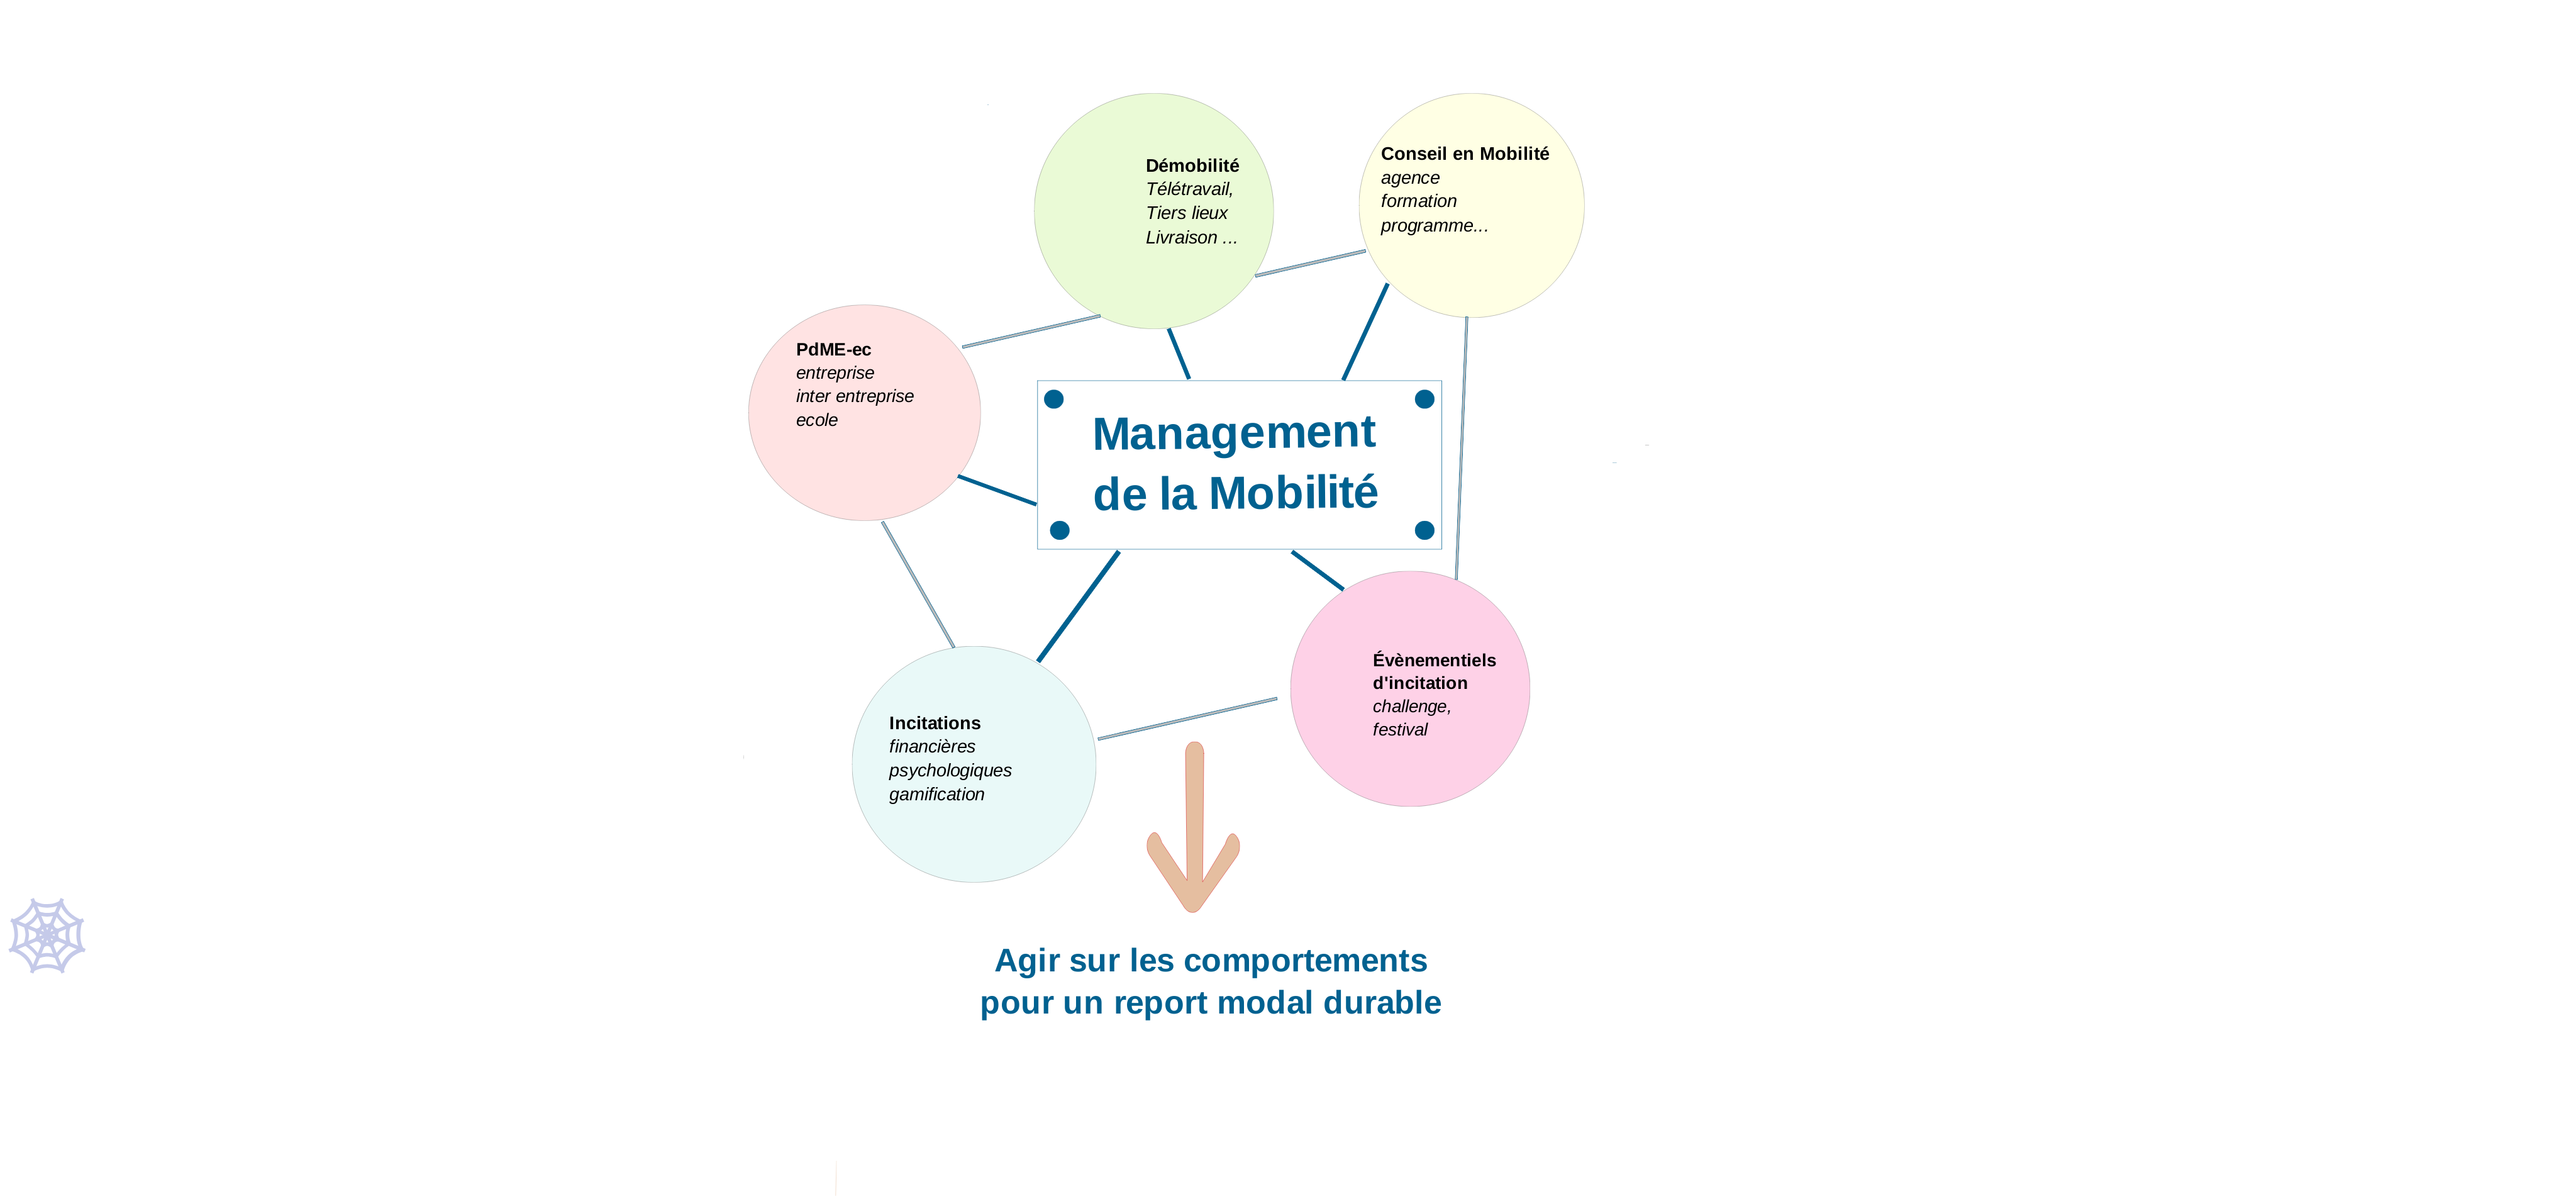 Démobilité
Télétravail,
Tiers lieux
Livraison ...
Conseil en Mobilité
agence
formation
programme...
PdME-ec
entreprise
inter entreprise
ecole
Management
de la Mobilité
Évènementiels
d'incitation
challenge,
festival
Incitations
financières
psychologiques
gamification
Agir sur les comportements
pour un report modal durable